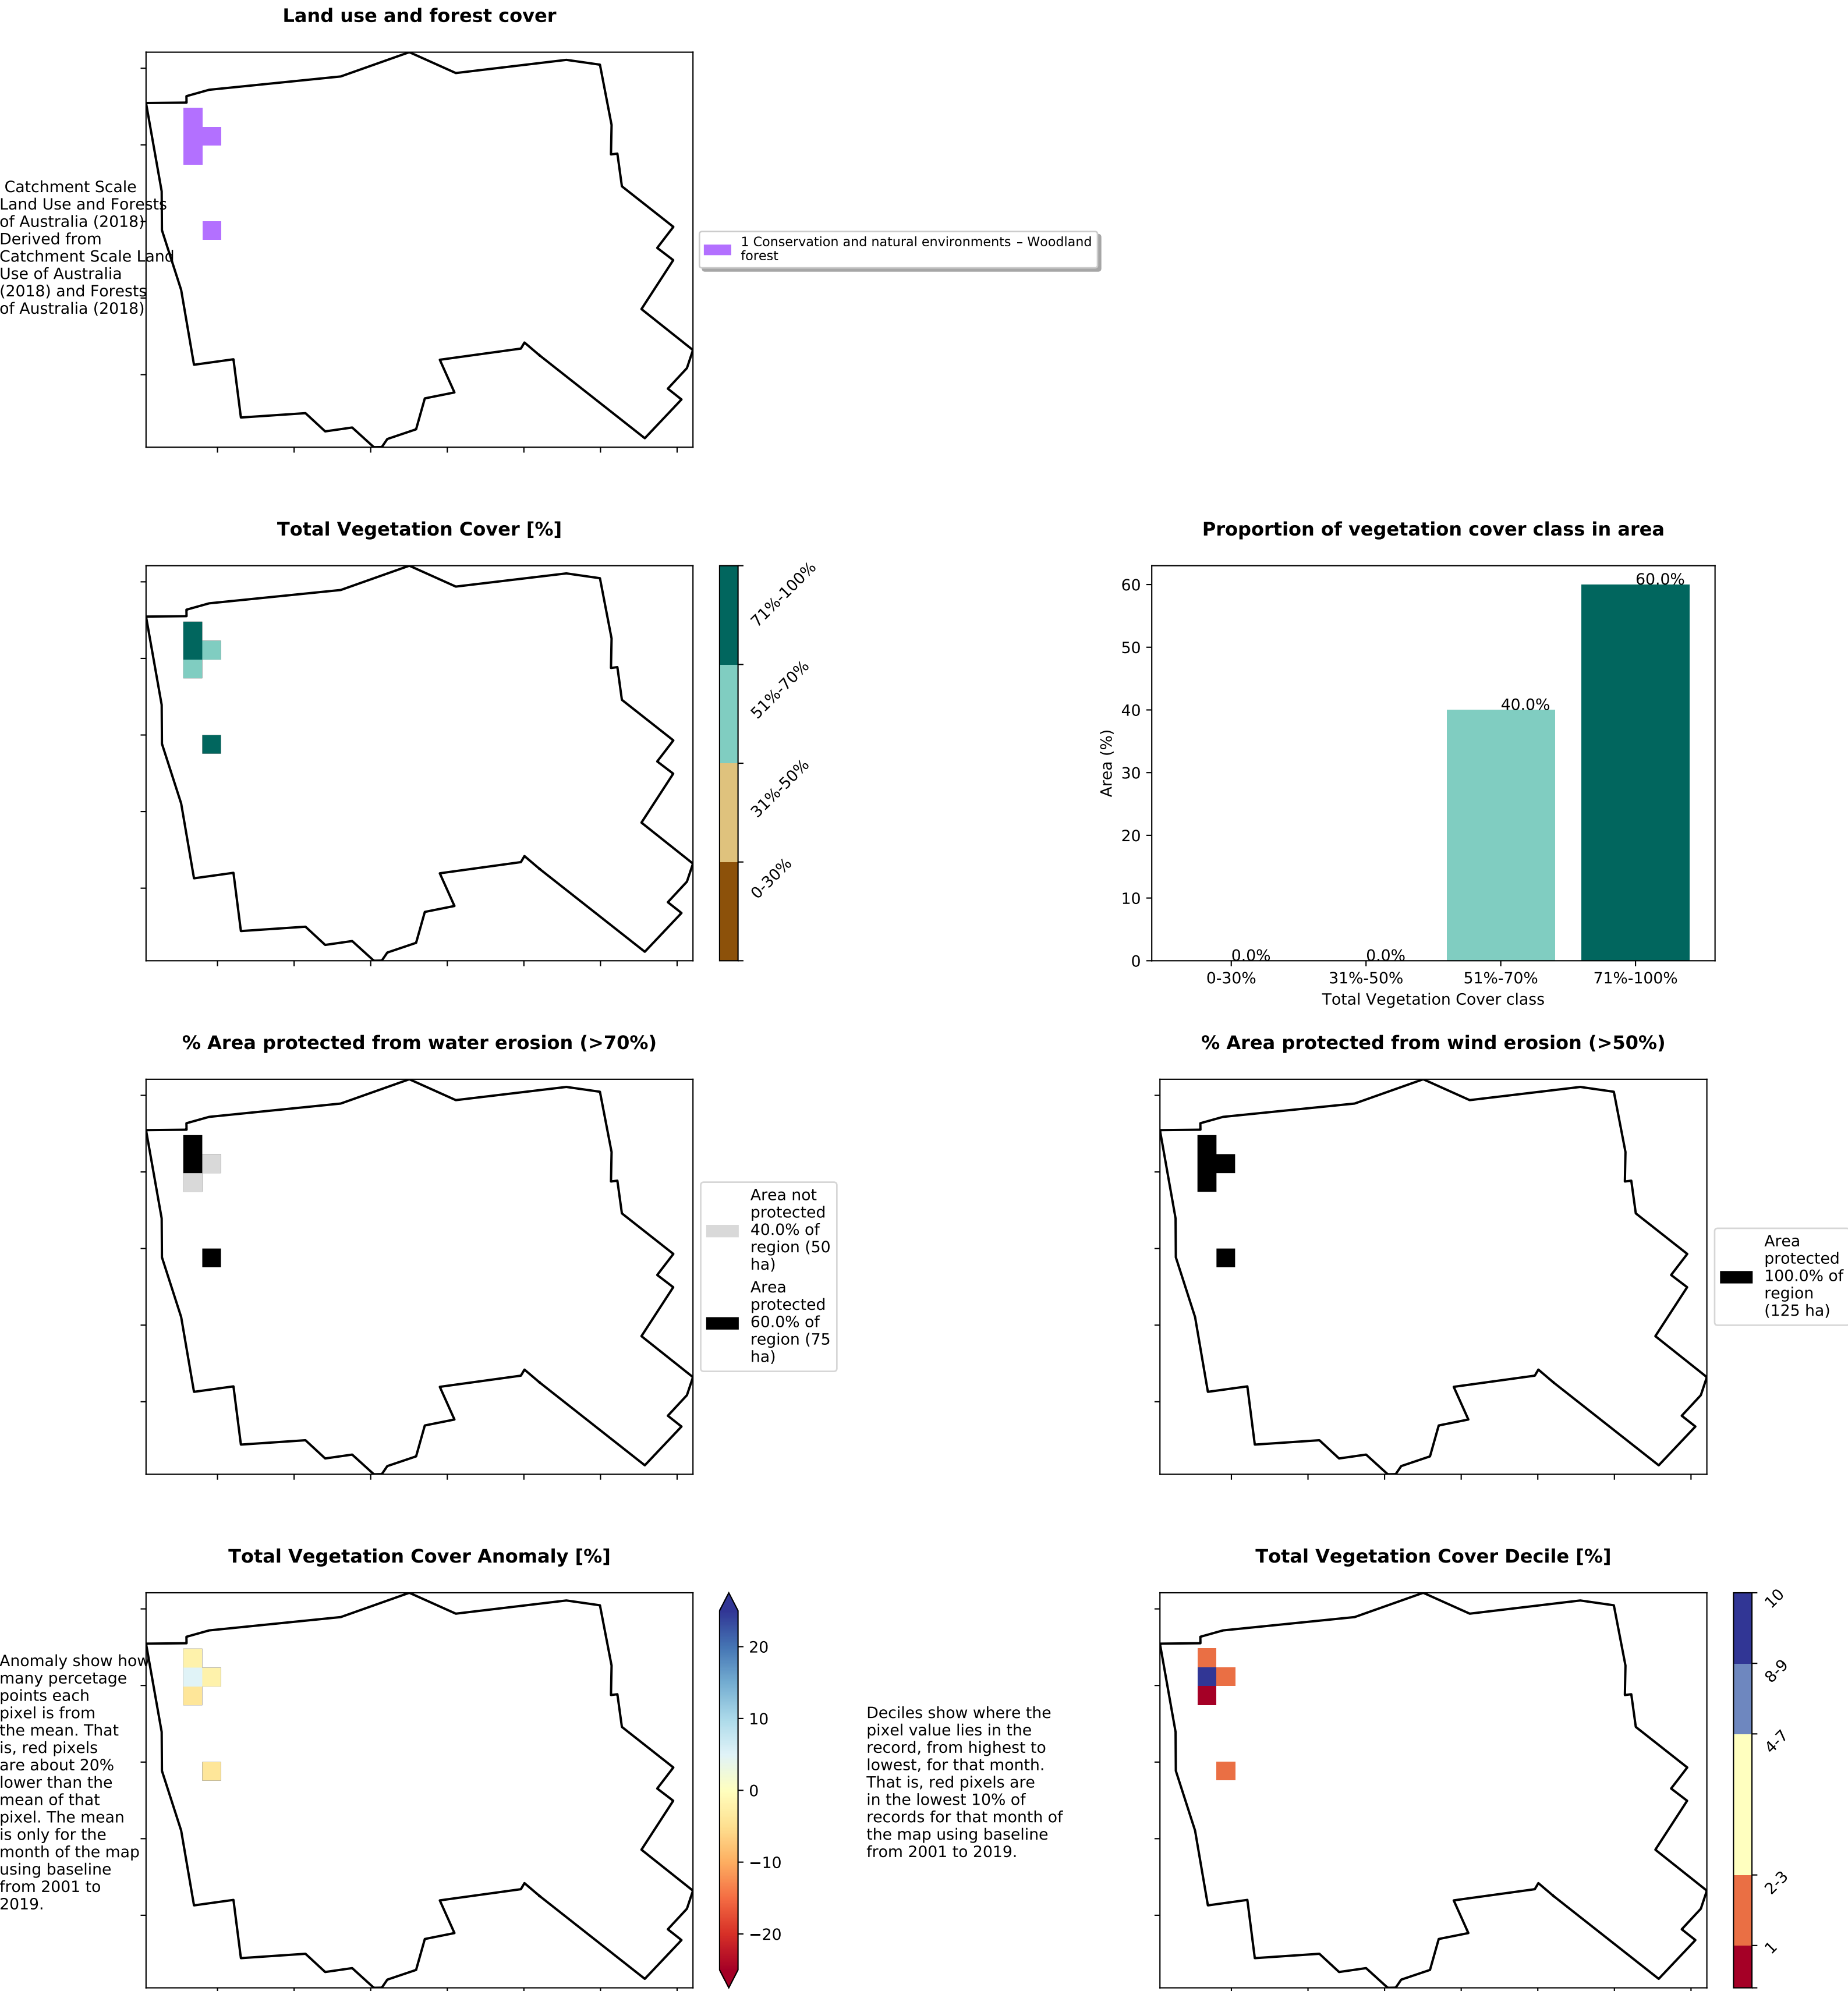 Land use and forest cover
Catchment Scale
Land Use and Forests
of Australia (2018)
Derived from
Catchment Scale Land
Use of Australia
(2018) and Forests
of Australia (2018)
1 Conservation and natural environments – Woodland
forest
Total Vegetation Cover [%]
71%-100%
51%-70%
31%-50%
0-30%
Proportion of vegetation cover class in area
Area (%)
60
50
40
30
20
10
0
0.0%
0.0%
40.0%
60.0%
0-30%
31%-50%
51%-70%
71%-100%
Total Vegetation Cover class
% Area protected from water erosion (>70%)
Area not
protected
40.0% of
region (50
ha)
Area
protected
60.0% of
region (75
ha)
% Area protected from wind erosion (>50%)
Area
protected
100.0% of
region
(125 ha)
Total Vegetation Cover Anomaly [%]
Anomaly show how
many percetage
points each
pixel is from
the mean. That
is, red pixels
are about 20%
lower than the
mean of that
pixel. The mean
is only for the
month of the map
using baseline
from 2001 to
2019.
20
10
0
−10
−20
Total Vegetation Cover Decile [%]
Deciles show where the
pixel value lies in the
record, from highest to
lowest, for that month.
That is, red pixels are
in the lowest 10% of
records for that month of
the map using baseline
from 2001 to 2019.
10
8-9
4-7
2-3
1